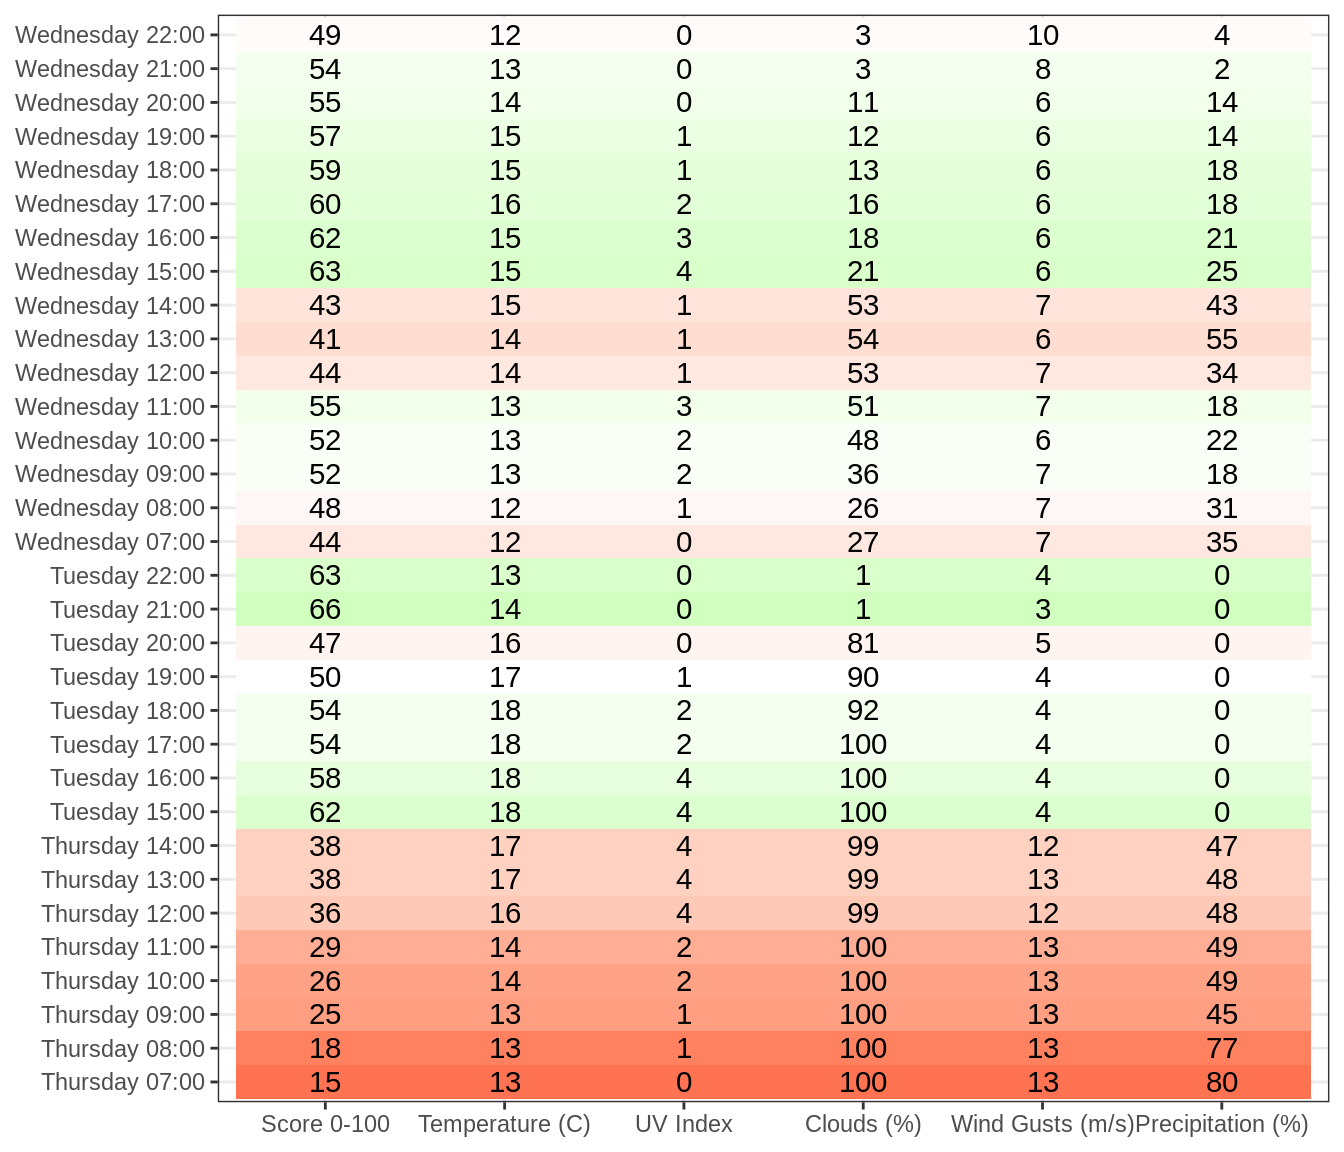 Wednesday 22:00 49 12 0 3 10 4
Wednesday 21:00 54 13 0 3 8 2
Wednesday 20:00 55 14 0 11 6 14
Wednesday 19:00 57 15 1 12 6 14
Wednesday 18:00 59 15 1 13 6 18
Wednesday 17:00 60 16 2 16 6 18
Wednesday 16:00 62 15 3 18 6 21
Wednesday 15:00 63 15 4 21 6 25
Wednesday 14:00 43 15 1 53 7 43
Wednesday 13:00 41 14 1 54 6 55
Wednesday 12:00 44 14 1 53 7 34
Wednesday 11:00 55 13 3 51 7 18
Wednesday 10:00 52 13 2 48 6 22
Wednesday 09:00 52 13 2 36 7 18
Wednesday 08:00 48 12 1 26 7 31
Wednesday 07:00 44 12 0 27 7 35
Tuesday 22:00 63 13 0 1 4 0
Tuesday 21:00 66 14 0 1 3 0
Tuesday 20:00 47 16 0 81 5 0
Tuesday 19:00 50 17 1 90 4 0
Tuesday 18:00 54 18 2 92 4 0
Tuesday 17:00 54 18 2 100 4 0
Tuesday 16:00 58 18 4 100 4 0
Tuesday 15:00 62 18 4 100 4 0
Thursday 14:00 38 17 4 99 12 47
Thursday 13:00 38 17 4 99 13 48
Thursday 12:00 36 16 4 99 12 48
Thursday 11:00 29 14 2 100 13 49
Thursday 10:00 26 14 2 100 13 49
Thursday 09:00 25 13 1 100 13 45
Thursday 08:00 18 13 1 100 13 77
Thursday 07:00 15 13 0 100 13 80
Score 0-100 Temperature (C) UV Index Clouds (%) Wind Gusts (m/s) Precipitation (%)